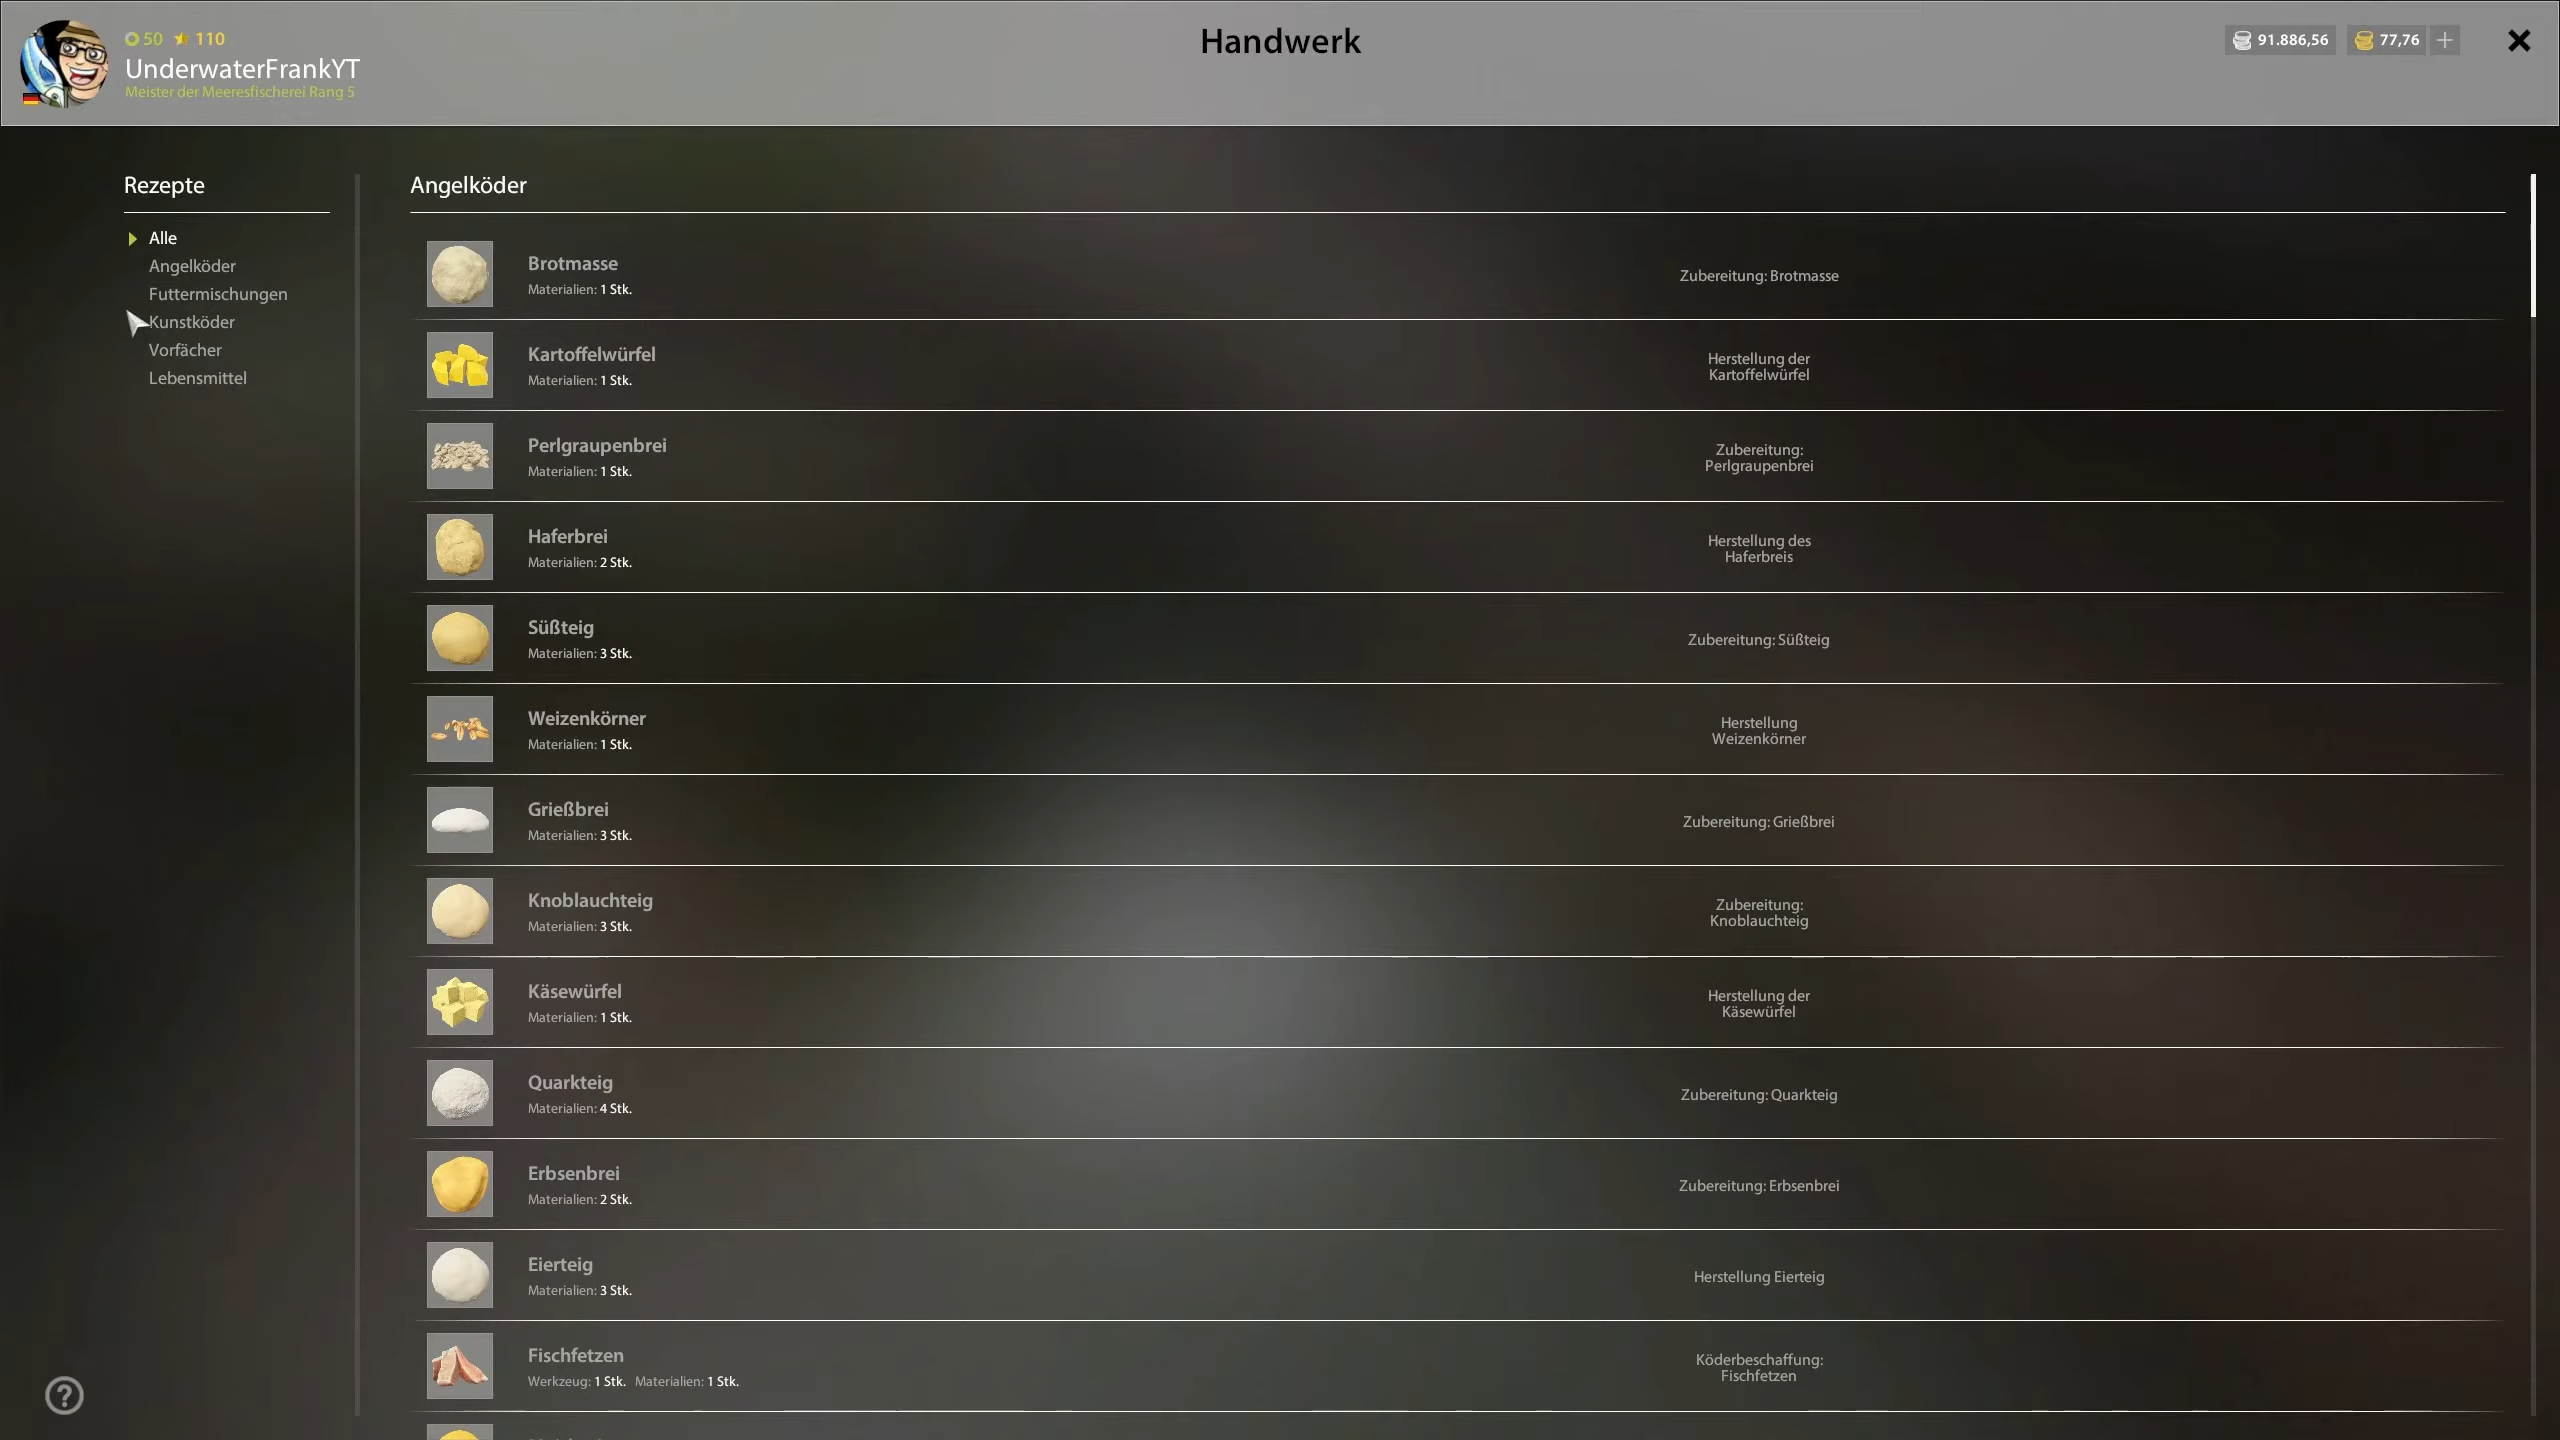 50 110
UnderwaterFrankYT
Meister der Meeresfischerei Rang 5
Handwerk
91.886,56 77,76
Rezepte
Alle
Angelköder
Futtermischungen
Kunstköder
Vorfächer
Lebensmittel
Angelköder
Brotmasse
Materialien: 1 Stk.
Zubereitung: Brotmasse
Kartoffelwürfel
Materialien: 1 Stk.
Herstellung der
Kartoffelwürfel
Perlgraupenbrei
Materialien: 1 Stk.
Zubereitung:
Perlgraupenbrei
Haferbrei
Materialien: 2 Stk.
Herstellung des
Haferbreis
Süßteig
Materialien: 3 Stk.
Zubereitung: Süßteig
Weizenkörner
Materialien: 1 Stk.
Herstellung
Weizenkörner
Grießbrei
Materialien: 3 Stk.
Zubereitung: Grießbrei
Knoblauchteig
Materialien: 3 Stk.
Zubereitung:
Knoblauchteig
Käsewürfel
Materialien: 1 Stk.
Herstellung der
Käsewürfel
Quarkteig
Materialien: 4 Stk.
Zubereitung: Quarkteig
Erbsenbrei
Materialien: 2 Stk.
Zubereitung: Erbsenbrei
Eierteig
Materialien: 3 Stk.
Herstellung Eierteig
Fischfetzen
Werkzeug: 1 Stk. Materialien: 1 Stk.
Köderbeschaffung:
Fischfetzen